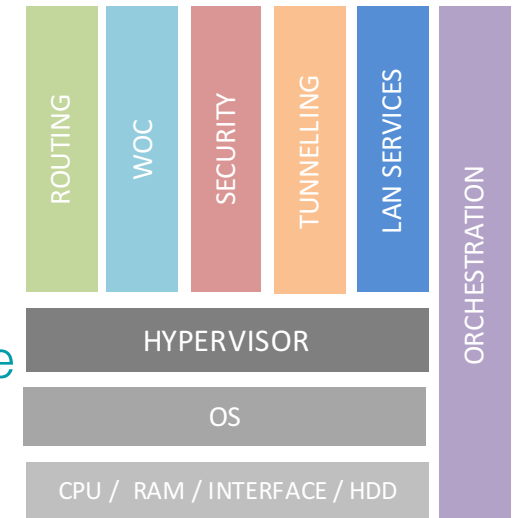 ROUTING
WOC
SECURITY
TUNNELLING
LAN SERVICES
ORCHESTRATION
HYPERVISOR
e
OS
CPU / RAM / INTERFACE / HDD